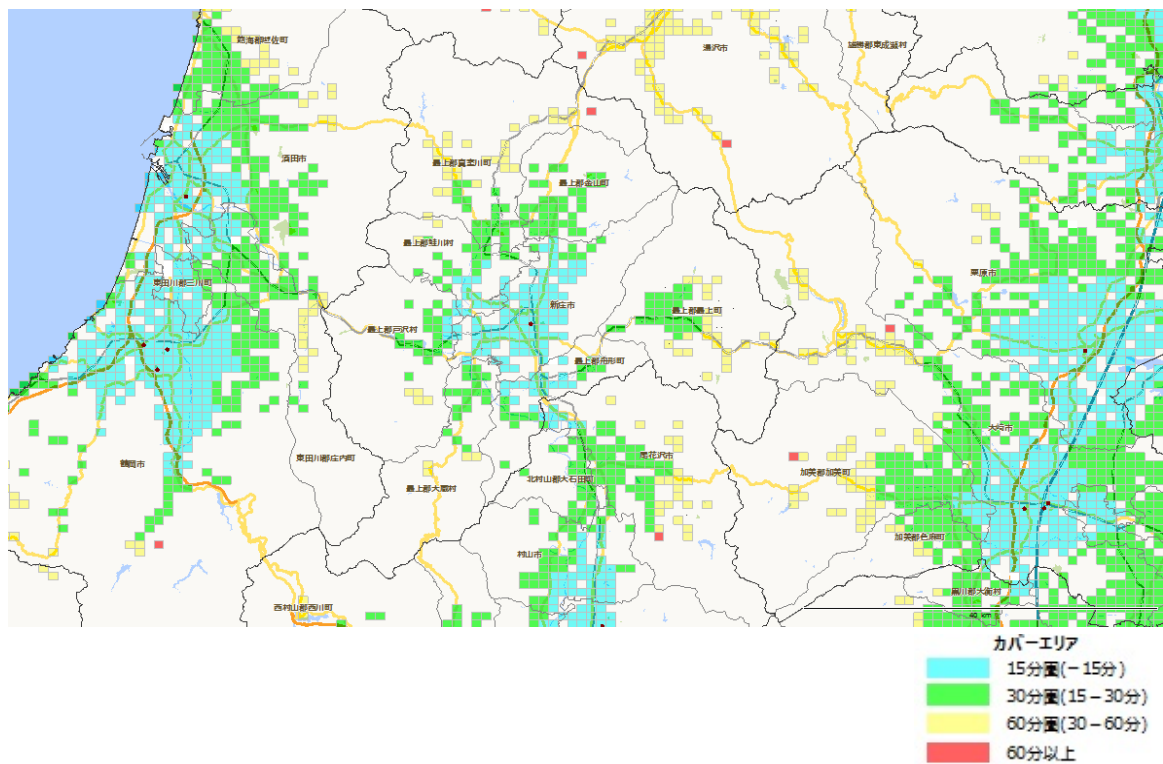 飽海郡遊佐町
湯沢市
雄勝郡東成瀬村
酒田市
最上郡真室川町
最上郡金山町
最上郡鮭川村
栗原市
東田川郡三川町
新庄市
最上郡最上町
最上郡戸沢村
最上郡舟形町
大崎市
鶴岡市
東田川郡庄内町
尾花沢市
加美郡加美町
北村山郡大石田町
最上郡大蔵村
加美郡色麻町
村山市
黒川郡大衡村
西村山郡西川町
40 km
カバーエリア
15分圏(-15分)
30分圏(15-30分)
60分圏(30-60分)
60分以上